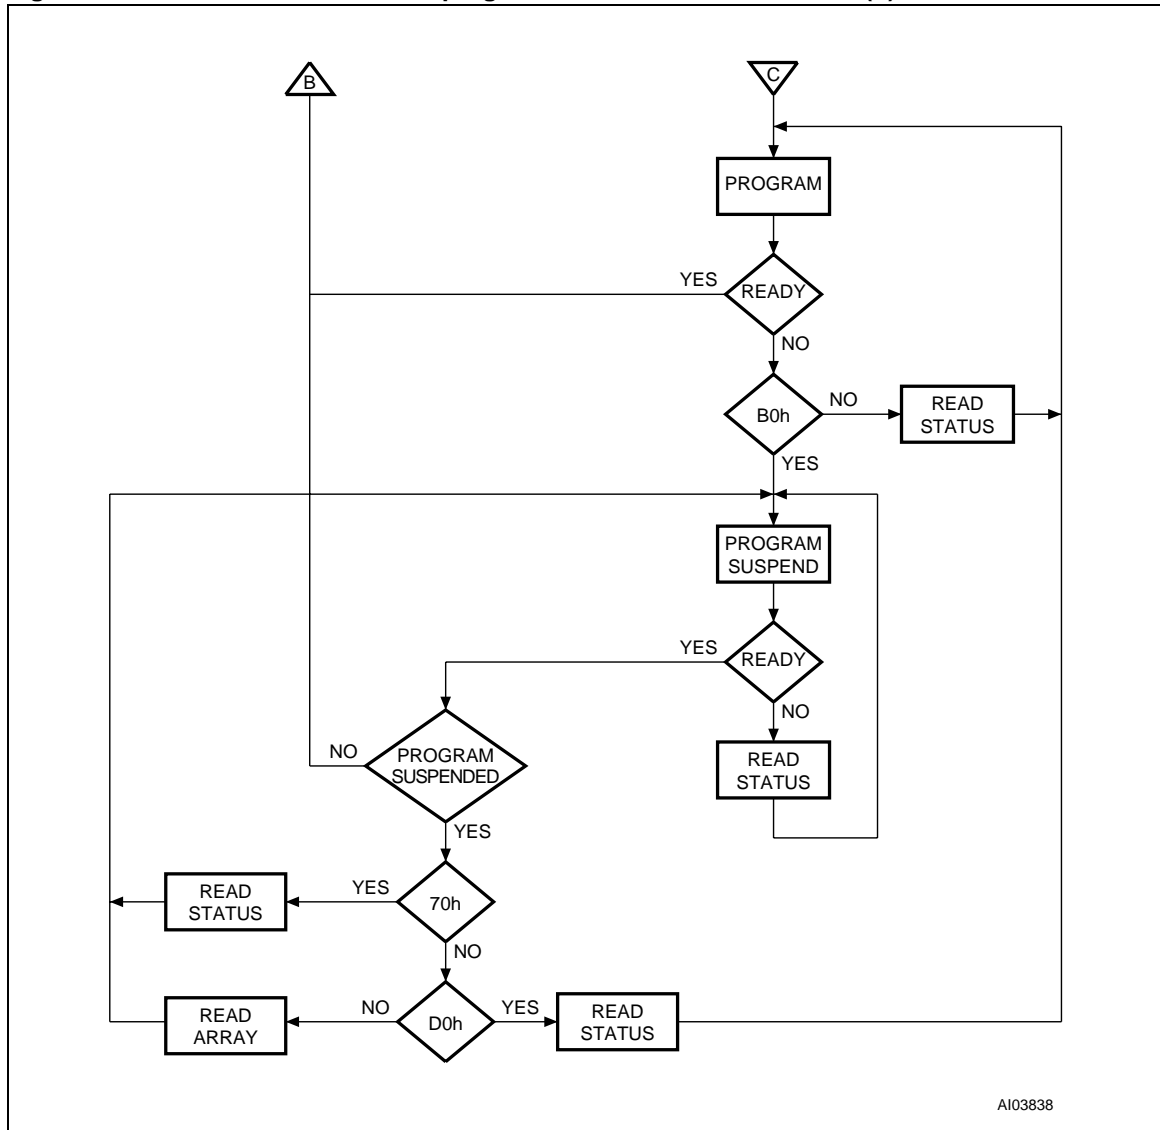 B
C
PROGRAM
YES
READY
NO
B0h
NO
READ
STATUS
YES
PROGRAM
SUSPEND
YES
READY
NO
NO
PROGRAM
SUSPENDED
READ
STATUS
YES
READ
STATUS
YES
70h
NO
READ
ARRAY
NO
D0h
YES
READ
STATUS
AI03838